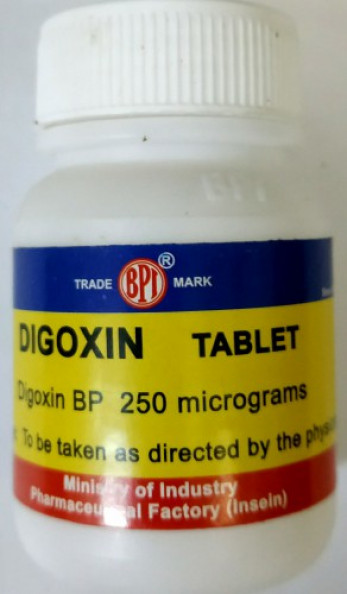 TRADE BPI ® MARK
DIGOXIN TABLET
Digoxin BP 250 micrograms
To be taken as directed by the
Ministry of Industry
Pharmaceutical Factory (Insein)
BPI